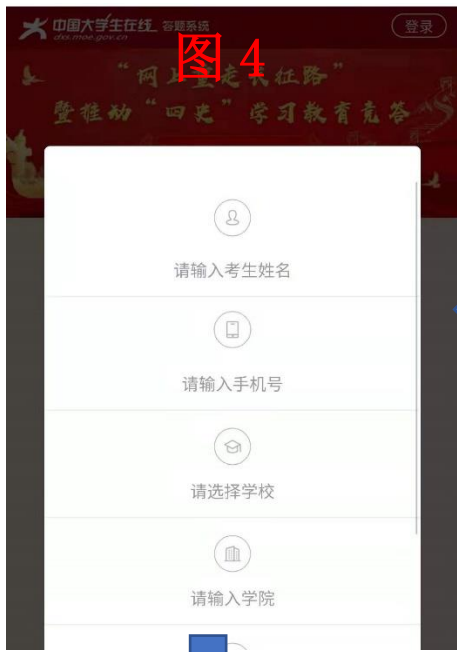 中国大学生在线 答题系统
dxs.moe.gov.cn
登录
图 4
“网上重走长征路”
暨推动“四史”学习教育竞答
请输入考生姓名
请输入手机号
请选择学校
请输入学院